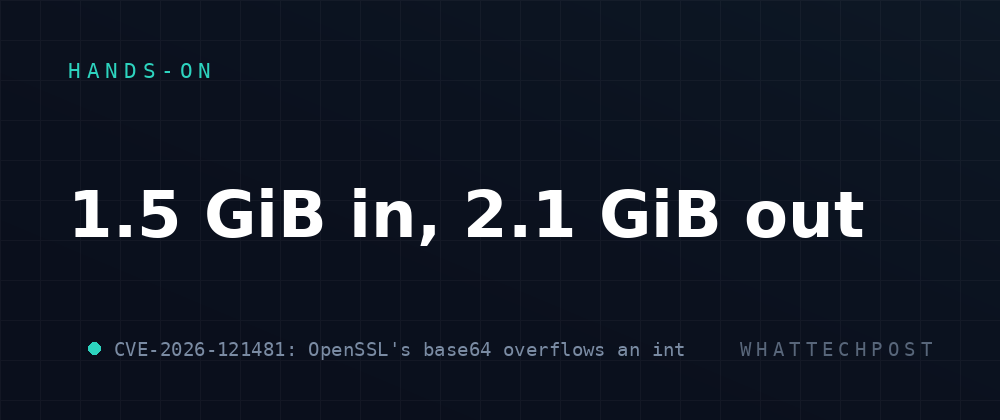 HANDS-ON
1.5 GiB in, 2.1 GiB out
CVE-2026-121481: OpenSSL's base64 overflows an int
WHATTECHPOST